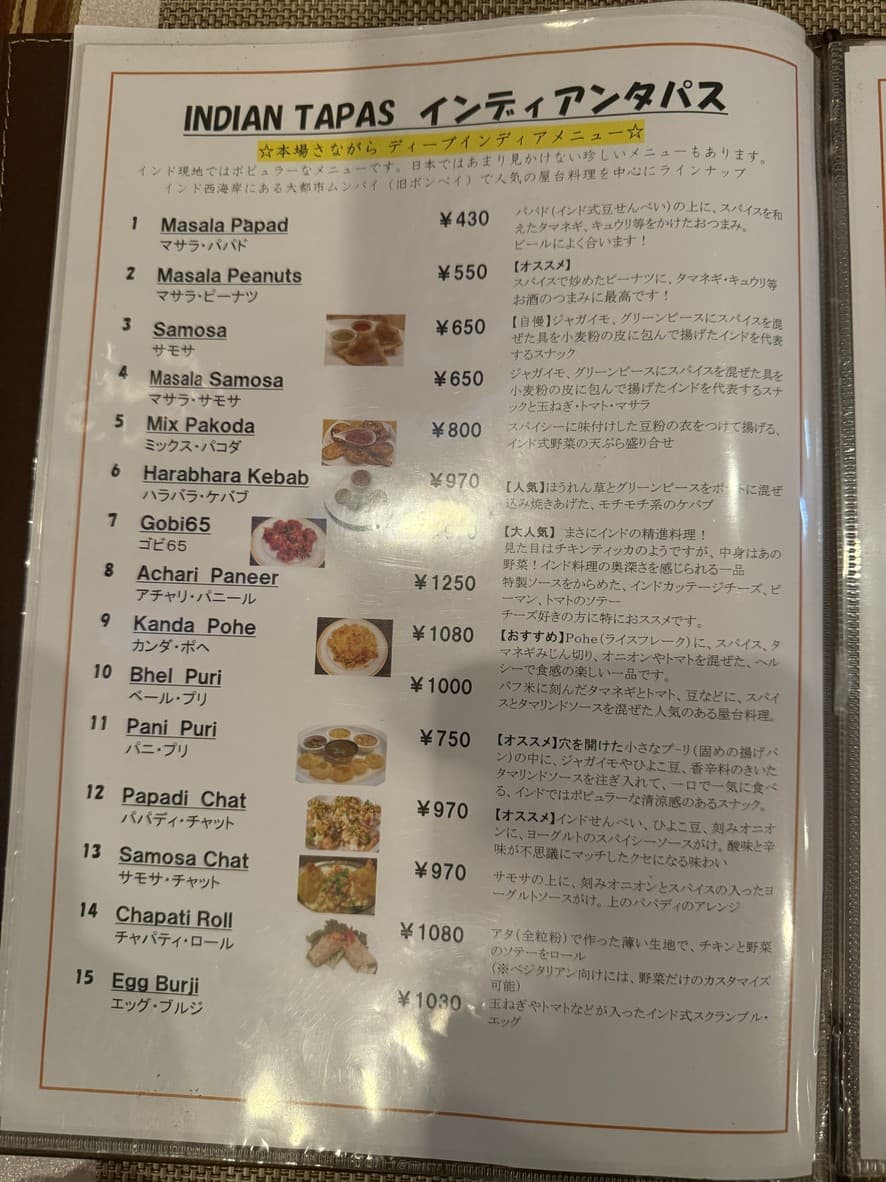 INDIAN TAPAS インディアンタパス
☆本場さながら ディープインディアメニュー☆
インド現地ではポピュラーなメニューです。日本ではあまり見かけない珍しいメニューもあります。
インド西海岸にある大都市ムンバイ（旧ボンベイ）で人気の屋台料理を中心にラインナップ
1 Masala Papad ￥430
マサラ・パパド
パパド(インド式豆せんべい)の上に、スパイスを和
えたタマネギ、キュウリ等をかけたおつまみ。
ビールによく合います！
2 Masala Peanuts ￥550
マサラ・ピーナツ
【オススメ】
スパイスで炒めたピーナツに、タマネギ・キュウリ等
お酒のつまみに最高です！
3 Samosa ￥650
サモサ
【自慢】ジャガイモ、グリーンピースにスパイスを混
ぜた具を小麦粉の皮に包んで揚げたインドを代表
するスナック
4 Masala Samosa ￥650
マサラ・サモサ
ジャガイモ、グリーンピースにスパイスを混ぜた具を
小麦粉の皮に包んで揚げたインドを代表するスナ
ックと玉ねぎ・トマト・マサラ
5 Mix Pakoda ￥800
ミックス・パコダ
スパイシーに味付けした豆粉の衣をつけて揚げる、
インド式野菜の天ぷら盛り合せ
6 Harabhara Kebab ￥970
ハラバラ・ケバブ
【人気】ほうれん草とグリーンピースをポートに混ぜ
込み焼きあげた、モチモチ系のケバブ
7 Gobi65
ゴビ65
【大人気】 まさにインドの精進料理！
見た目はチキンティッカのようですが、中身はあの
野菜！インド料理の奥深さを感じられる一品
8 Achari Paneer ￥1250
アチャリ・パニール
特製ソースをからめた、インドカッテージチーズ、ピ
ーマン、トマトのソテー
チーズ好きの方に特におススメです。
9 Kanda Pohe ￥1080
カンダ・ポヘ
【おすすめ】Pohe(ライスフレーク)に、スパイス、タ
マネギみじん切り、オニオンやトマトを混ぜた、ヘル
シーで食感の楽しい一品です。
10 Bhel Puri ￥1000
ベール・プリ
パフ米に刻んだタマネギとトマト、豆などに、スパイ
スとタマリンドソースを混ぜた人気のある屋台料理。
11 Pani Puri ￥750
パニ・プリ
【オススメ】穴を開けた小さなプーリ(固めの揚げパ
ン)の中に、ジャガイモやひよこ豆、香辛料のきいた
タマリンドソースを注ぎ入れて、一口で一気に食べ
る、インドではポピュラーな清涼感のあるスナック。
12 Papadi Chat ￥970
パパディ・チャット
【オススメ】インドせんべい、ひよこ豆、刻みオニオ
ンに、ヨーグルトのスパイシーソースがけ。酸味と辛
味が不思議にマッチしたクセになる味わい
13 Samosa Chat ￥970
サモサ・チャット
サモサの上に、刻みオニオンとスパイスの入ったヨ
ーグルトソースがけ。上のパパディのアレンジ
14 Chapati Roll ￥1080
チャパティ・ロール
アタ(全粒粉)で作った薄い生地で、チキンと野菜
のソテーをロール
(※ベジタリアン向けには、野菜だけのカスタマイズ
可能)
15 Egg Burji ￥1030
エッグ・ブルジ
玉ねぎやトマトなどが入ったインド式スクランブル・
エッグ